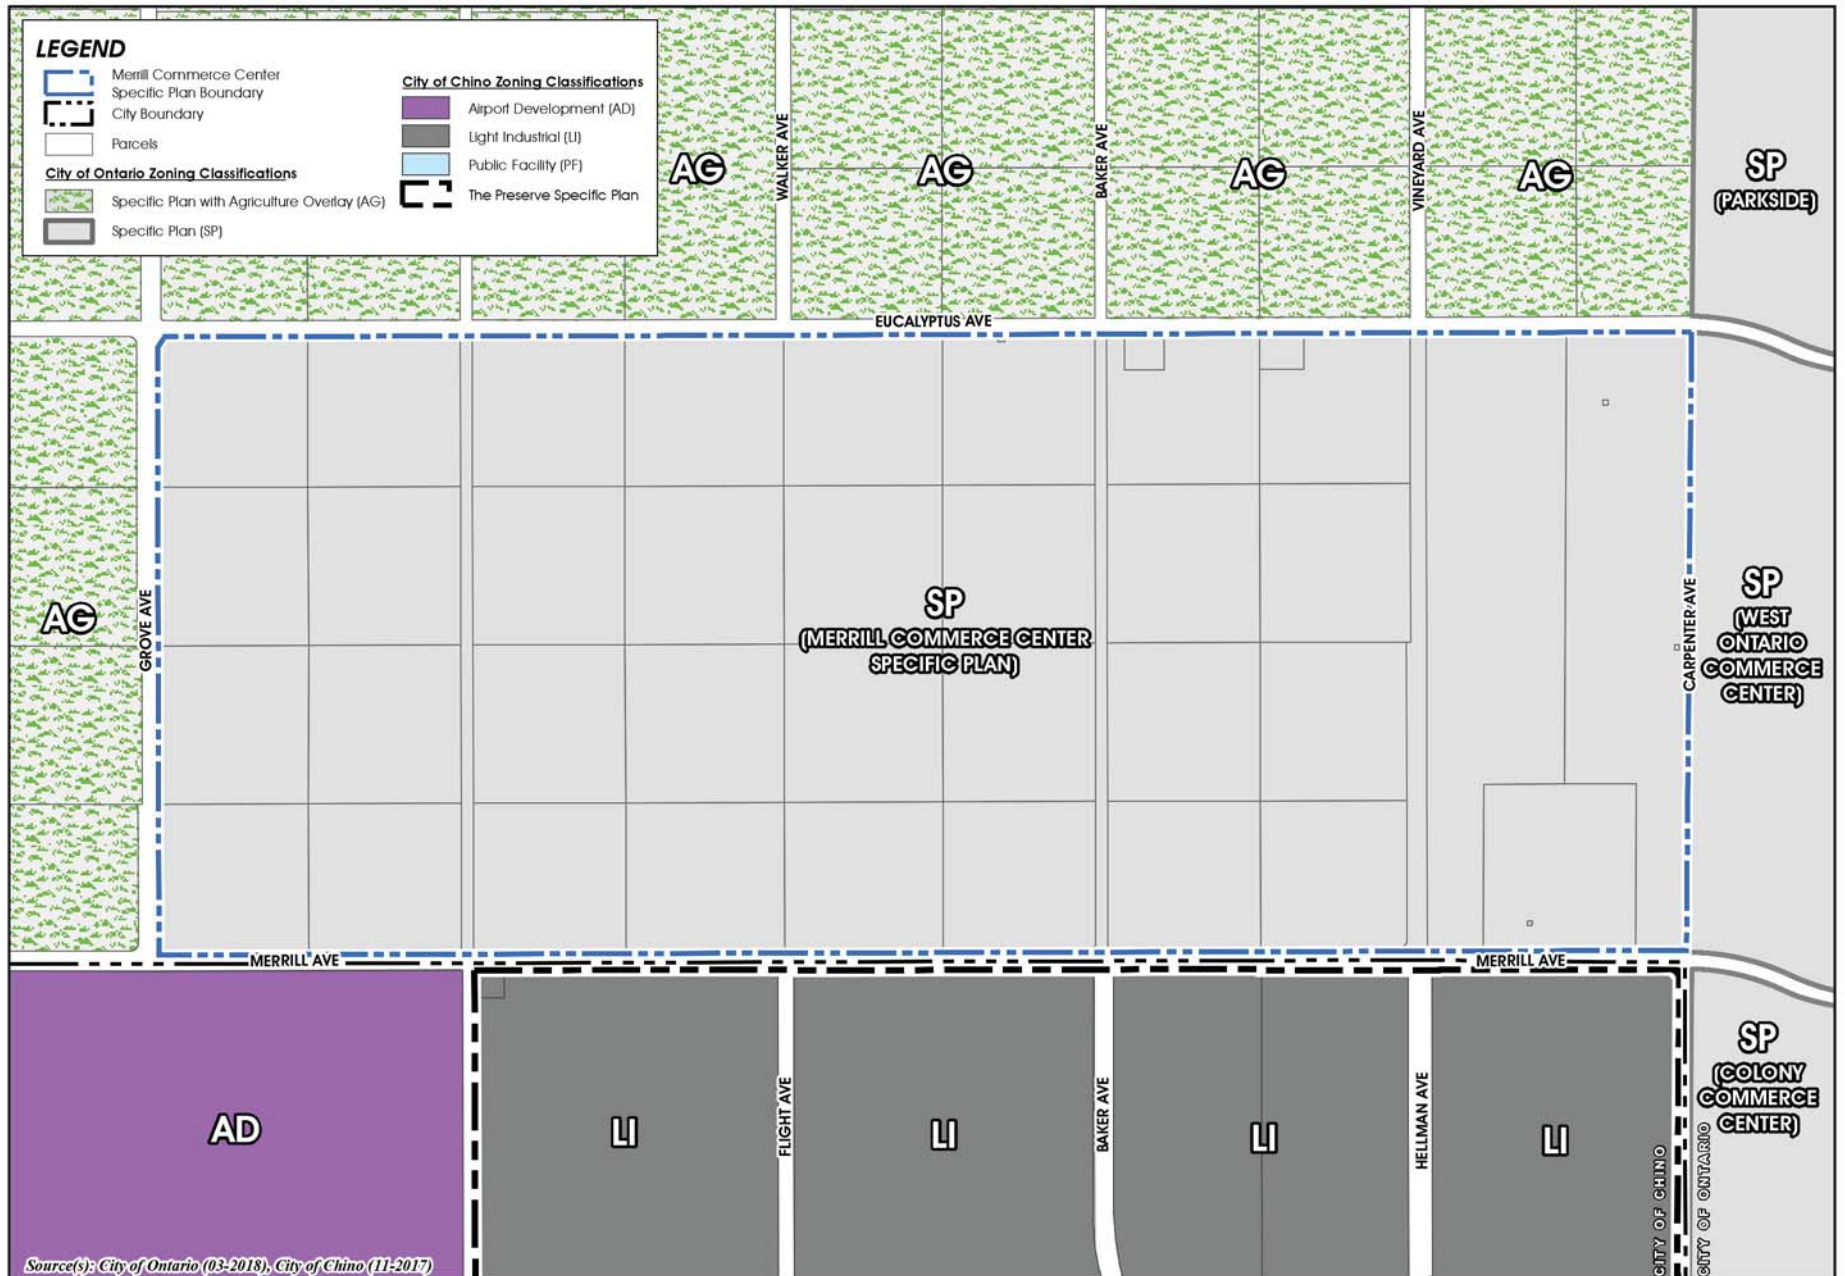 LEGEND
Merrill Commerce Center
Specific Plan Boundary
City Boundary
Parcels
City of Ontario Zoning Classifications
Specific Plan with Agriculture Overlay (AG)
Specific Plan (SP)
City of Chino Zoning Classifications
Airport Development (AD)
Light Industrial (LI)
Public Facility (PF)
The Preserve Specific Plan
AG
WALKER AVE
AG
BAKER AVE
AG
VINEYARD AVE
AG
SP
(PARKSIDE)
EUCALYPTUS AVE
AG
GROVE AVE
SP
(MERRILL COMMERCE CENTER
SPECIFIC PLAN)
CARPENTER AVE
SP
(WEST
ONTARIO
COMMERCE
CENTER)
MERRILL AVE
MERRILL AVE
AD
LI
FLIGHT AVE
LI
BAKER AVE
LI
HELLMAN AVE
LI
CITY OF CHINO
CITY OF ONTARIO
SP
(COLONY
COMMERCE
CENTER)
Source(s): City of Ontario (03-2018), City of Chino (11-2017)